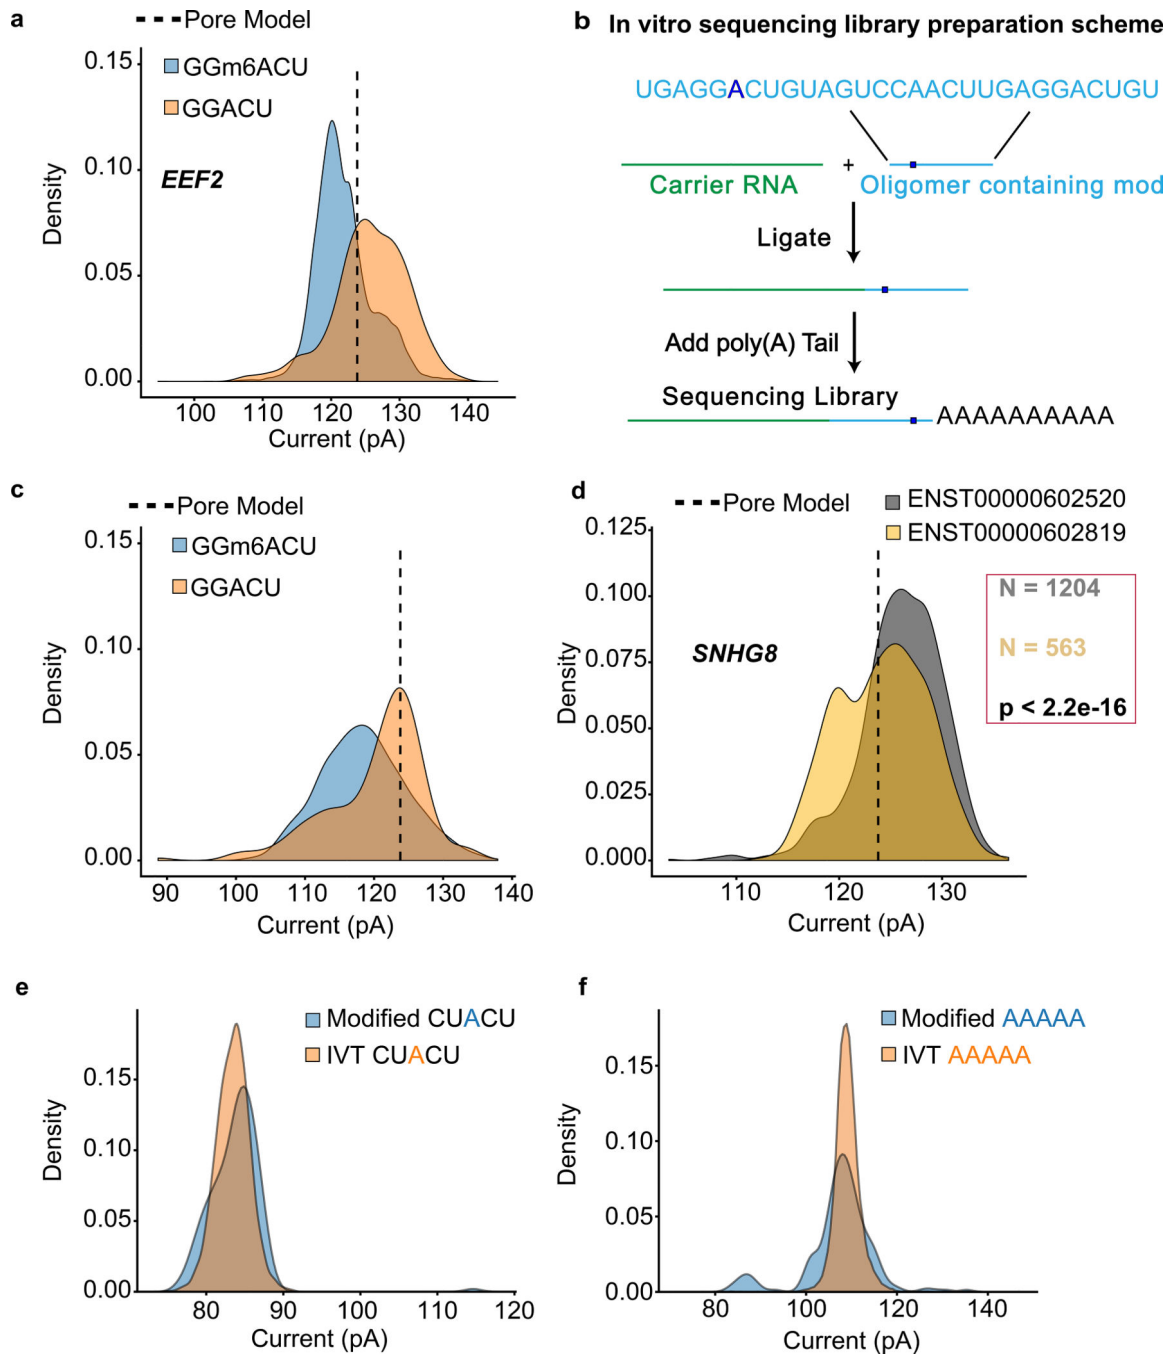 a
Pore Model
GGm6ACU
GGACU
EEF2
0.15
0.10
0.05
0.00
Density
100 110 120 130 140
Current (pA)
b In vitro sequencing library preparation scheme
UGAGGACUGUAGUCCAACUUGAGGACUGU
+
Carrier RNA
Oligomer containing mod
Ligate
Add poly(A) Tail
Sequencing Library
AAAAAAAAAA
c
Pore Model
GGm6ACU
GGACU
0.15
0.10
0.05
0.00
Density
90 100 110 120 130 140
Current (pA)
d
Pore Model
ENST00000602520
ENST00000602819
N = 1204
N = 563
p < 2.2e-16
SNHG8
0.125
0.100
0.075
0.050
0.025
0.000
Density
110 120 130
Current (pA)
e
Modified CUACU
IVT CUACU
0.15
0.10
0.05
0.00
Density
80 90 100 110 120
Current (pA)
f
Modified AAAAA
IVT AAAAA
0.15
0.10
0.05
0.00
Density
80 100 120 140
Current (pA)